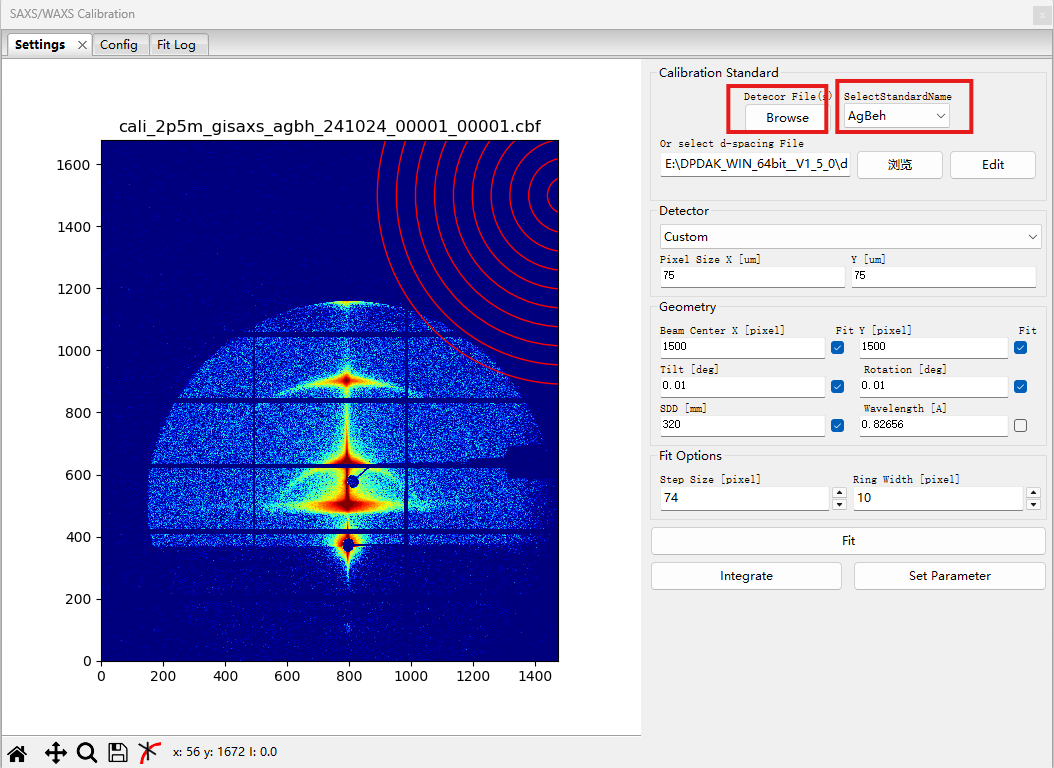 SAXS/WAXS Calibration
Settings
Config
Fit Log
cali_2p5m_gisaxs_agbh_241024_00001_00001.cbf
1600
1400
1200
1000
800
600
400
200
0
0 200 400 600 800 1000 1200 1400
x: 56 y: 1672 I: 0.0
Calibration Standard
Detecor File(s)
SelectStandardName
Browse
AgBeh
Or select d-spacing File
E:\DPDAK_WIN_64bit__V1_5_0\d
浏览
Edit
Detector
Custom
Pixel Size X [um]
Y [um]
75
75
Geometry
Beam Center X [pixel]
Fit
Y [pixel]
Fit
1500
1500
Tilt [deg]
Rotation [deg]
0.01
0.01
SDD [mm]
Wavelength [A]
320
0.82656
Fit Options
Step Size [pixel]
Ring Width [pixel]
74
10
Fit
Integrate
Set Parameter